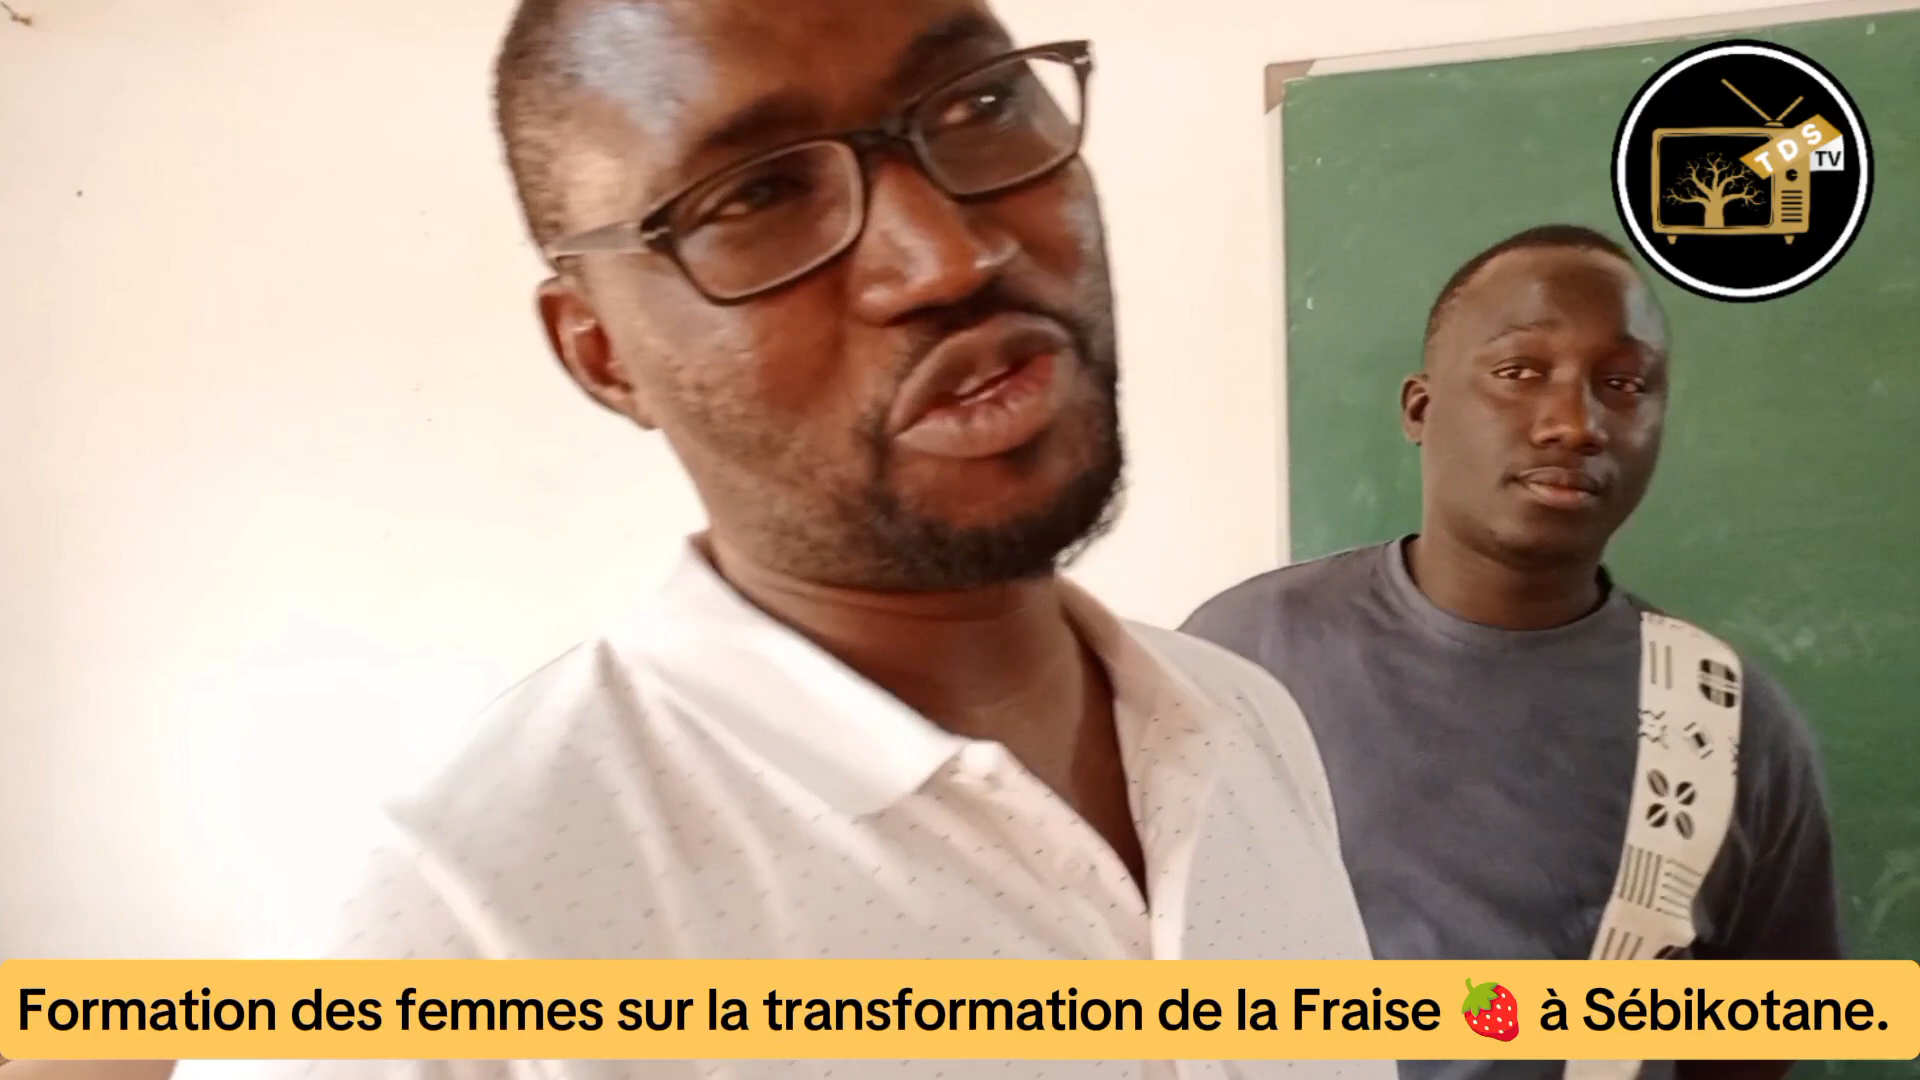 TDS
TV
Formation des femmes sur la transformation de la Fraise 🍓 à Sébikotane.